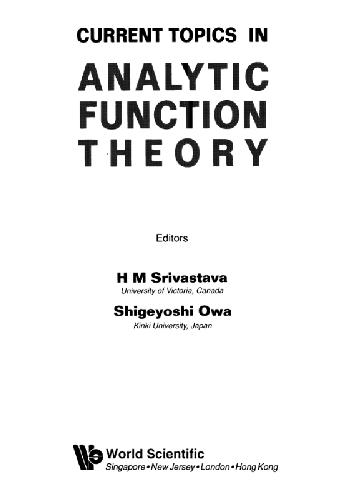 CURRENT TOPICS IN
ANALYTIC
FUNCTION
THEORY
Editors
H M Srivastava
University of Victoria, Canada
Shigeyoshi Owa
Kinki University, Japan
World Scientific
Singapore • New Jersey • London • Hong Kong